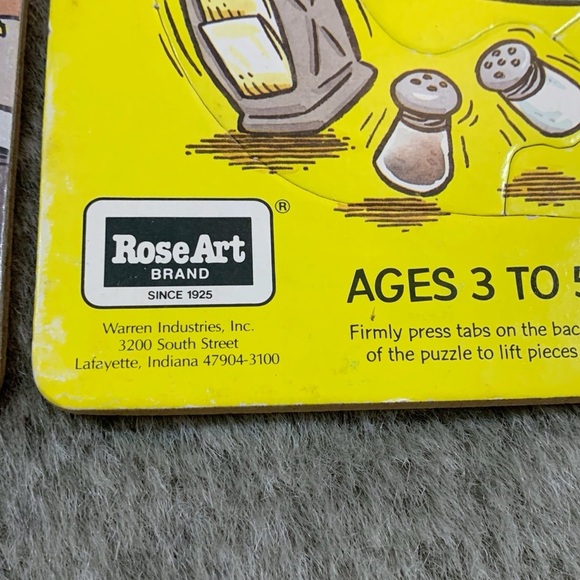 RoseArt
BRAND
SINCE 1925
®
Warren Industries, Inc.
3200 South Street
Lafayette, Indiana 47904-3100
AGES 3 TO 5
Firmly press tabs on the bac
of the puzzle to lift pieces